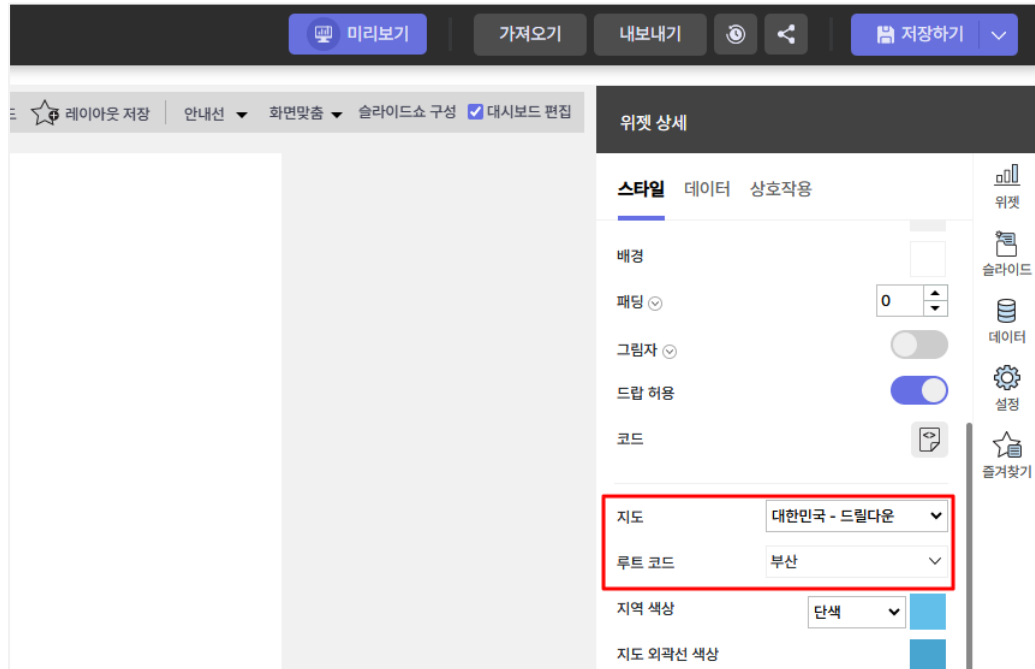 미리보기 가져오기 내보내기 저장하기
레이아웃 저장 안내선 화면맞춤 슬라이드쇼 구성 대시보드 편집
위젯 상세
스타일 데이터 상호작용
배경
패딩 0
그림자
드랍 허용
코드
지도 대한민국 - 드릴다운
루트 코드 부산
지역 색상 단색
지도 외곽선 색상
위젯
슬라이드
데이터
설정
즐겨찾기